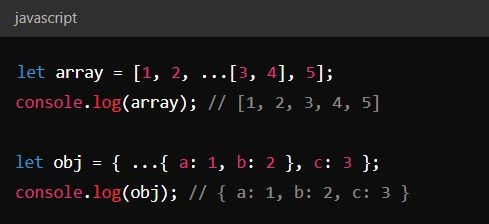 javascript
let array = [1, 2, ...[3, 4], 5];
console.log(array); // [1, 2, 3, 4, 5]
let obj = { ...{ a: 1, b: 2 }, c: 3 };
console.log(obj); // { a: 1, b: 2, c: 3 }